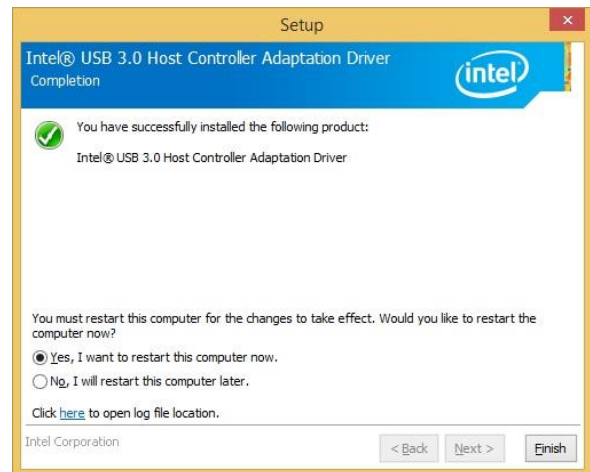 Setup
Intel® USB 3.0 Host Controller Adaptation Driver
Completion
intel
You have successfully installed the following product:
Intel® USB 3.0 Host Controller Adaptation Driver
You must restart this computer for the changes to take effect. Would you like to restart the
computer now?
Yes, I want to restart this computer now.
No, I will restart this computer later.
Click here to open log file location.
Intel Corporation
< Back
Next >
Finish